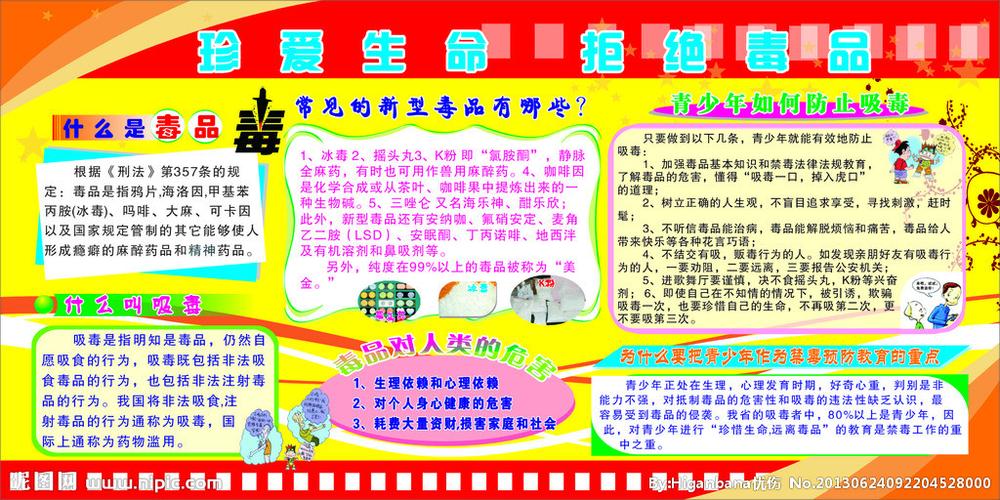 珍爱生命 拒绝毒品
什么是毒品
毒
根据《刑法》第357条的规
定：毒品是指鸦片,海洛因,甲基苯
丙胺(冰毒)、吗啡、大麻、可卡因
以及国家规定管制的其它能够使人
形成瘾癖的麻醉药品和精神药品。
什么叫吸毒
吸毒是指明知是毒品，仍然自
愿吸食的行为，吸毒既包括非法吸
食毒品的行为，也包括非法注射毒
品的行为。我国将非法吸食,注
射毒品的行为通称为吸毒，国
际上通称为药物滥用。
常见的新型毒品有哪些？
1、冰毒 2、摇头丸3、K粉 即“氯胺酮”，静脉
全麻药，有时也可用作兽用麻醉药。4、咖啡因
是化学合成或从茶叶、咖啡果中提炼出来的一
种生物碱。5、三唑仑 又名海乐神、酣乐欣；
此外，新型毒品还有安纳咖、氟硝安定、麦角
乙二胺（LSD）、安眠酮、丁丙诺啡、地西泮
及有机溶剂和鼻吸剂等。
另外，纯度在99%以上的毒品被称为“美
金。”
摇头丸
冰毒
K粉
毒品对人类的危害
1、生理依赖和心理依赖
2、对个人身心健康的危害
3、耗费大量资财,损害家庭和社会
青少年如何防止吸毒
只要做到以下几条，青少年就能有效地防止
吸毒：
1、加强毒品基本知识和禁毒法律法规教育，
了解毒品的危害，懂得“吸毒一口，掉入虎口”
的道理；
2、树立正确的人生观，不盲目追求享受，寻找刺激，赶时
髦；
3、不听信毒品能治病，毒品能解脱烦恼和痛苦，毒品给人
带来快乐等各种花言巧语；
4、不结交有吸，贩毒行为的人。如发现亲朋好友有吸毒行
为的人，一要劝阻，二要远离，三要报告公安机关；
5、进歌舞厅要谨慎，决不食摇头丸，K粉等兴奋
剂； 6、即使自己在不知情的情况下，被引诱，欺骗
吸毒一次，也要珍惜自己的生命，不再吸第二次，更
不要吸第三次。
为什么要把青少年作为禁毒预防教育的重点
青少年正处在生理，心理发育时期，好奇心重，判别是非
能力不强，对抵制毒品的危害性和吸毒的违法性缺乏认识，最
容易受到毒品的侵袭。我省的吸毒者中，80%以上是青少年，因
此，对青少年进行“珍惜生命,远离毒品”的教育是禁毒工作的重
中之重。
昵图网 www.nipic.com
By:Higanbana忧伤 No.20130624092204528000